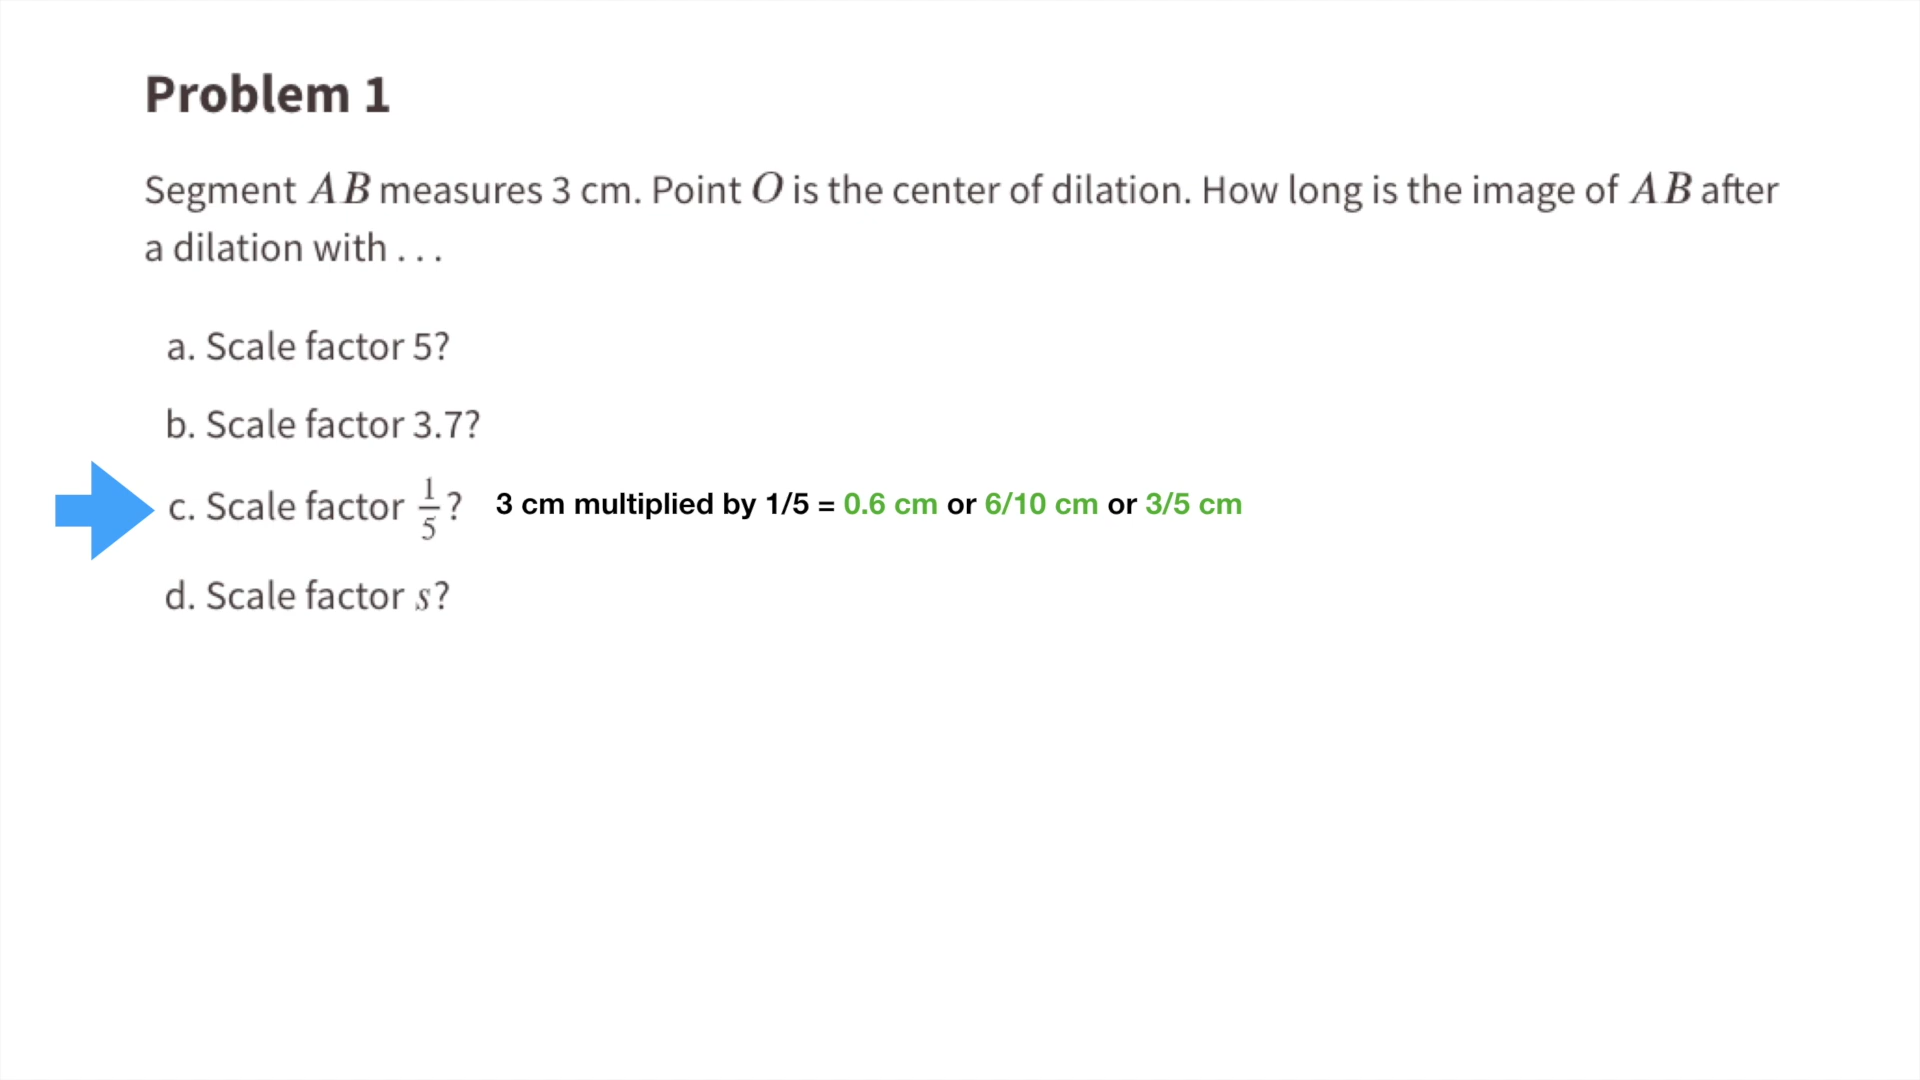 Problem 1
Segment AB measures 3 cm. Point O is the center of dilation. How long is the image of AB after
a dilation with . . .
a. Scale factor 5?
b. Scale factor 3.7?
c. Scale factor 1/5? 3 cm multiplied by 1/5 = 0.6 cm or 6/10 cm or 3/5 cm
d. Scale factor s?